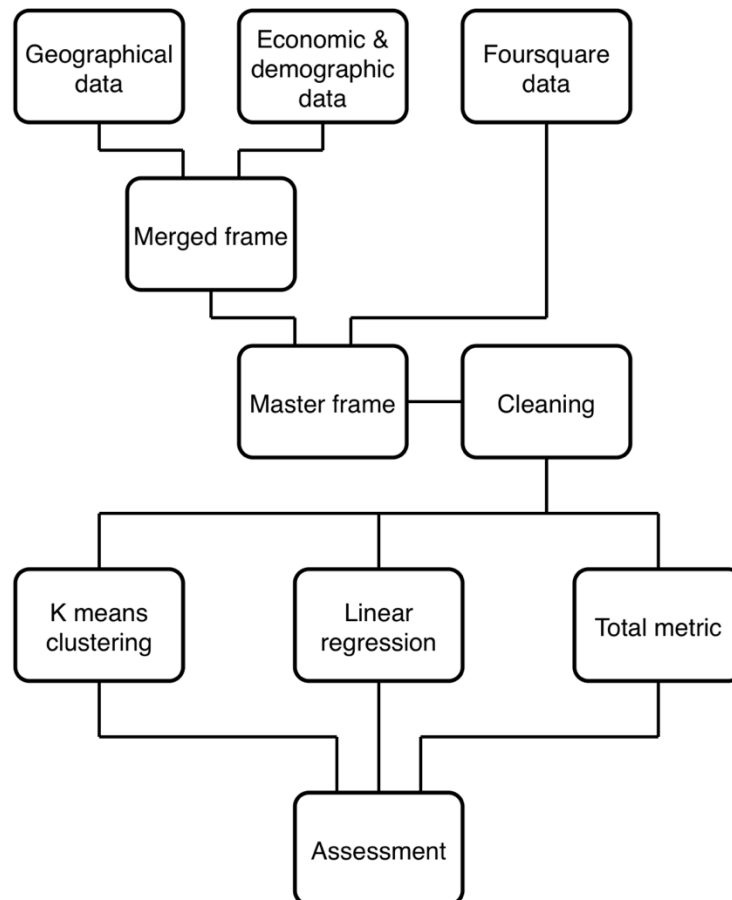 Geographical
data
Economic &
demographic
data
Foursquare
data
Merged frame
Master frame
Cleaning
K means
clustering
Linear
regression
Total metric
Assessment